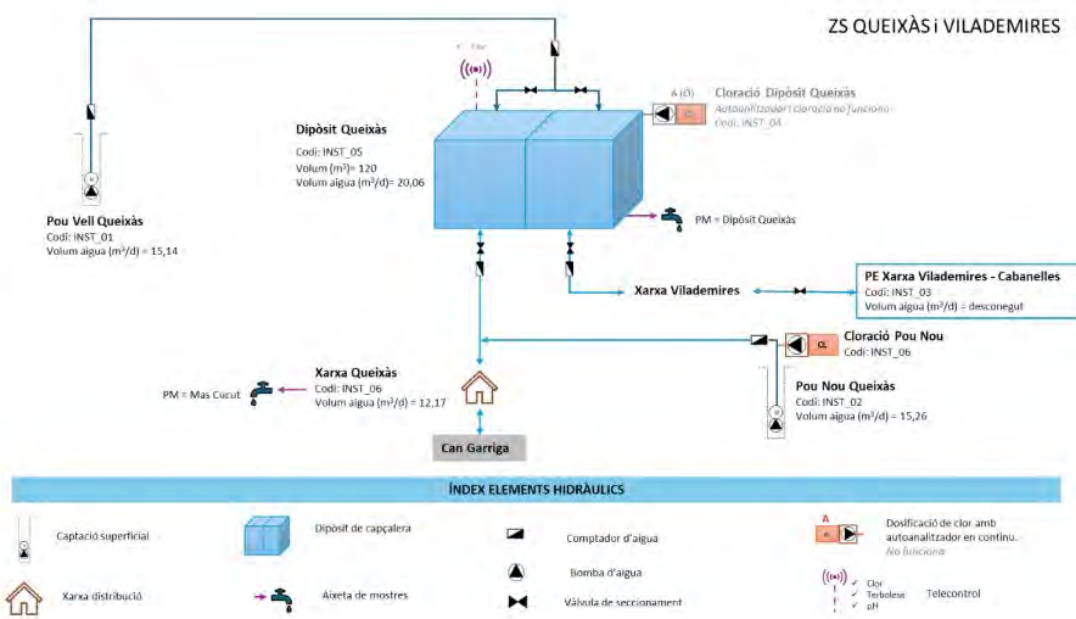 ZS QUEIXÀS i VILADEMIRES
Clor
A (Cl)
Cloració Dipòsit Queixàs
Autoanalitzador i cloració no funciona
Codi: INST_04
CL
Dipòsit Queixàs
Codi: INST_05
Volum (m³)= 120
Volum aigua (m³/d)= 20,06
Pou Vell Queixàs
Codi: INST_01
Volum aigua (m³/d) = 15,14
PM = Dipòsit Queixàs
Xarxa Vilademires
PE Xarxa Vilademires - Cabanelles
Codi: INST_03
Volum aigua (m³/d) = desconegut
Cloració Pou Nou
Codi: INST_06
CL
Xarxa Queixàs
Codi: INST_06
Volum aigua (m³/d) = 12,17
PM = Mas Cucut
Pou Nou Queixàs
Codi: INST_02
Volum aigua (m³/d) = 15,26
Can Garriga
ÍNDEX ELEMENTS HIDRÀULICS
Captació superficial
Dipòsit de capçalera
Comptador d'aigua
A
Dosificació de clor amb
autoanalitzador en continu.
No funciona
Bomba d'aigua
Xarxa distribució
Aixeta de mostres
Vàlvula de seccionament
✓ Clor
✓ Terbolesa
✓ pH
Telecontrol